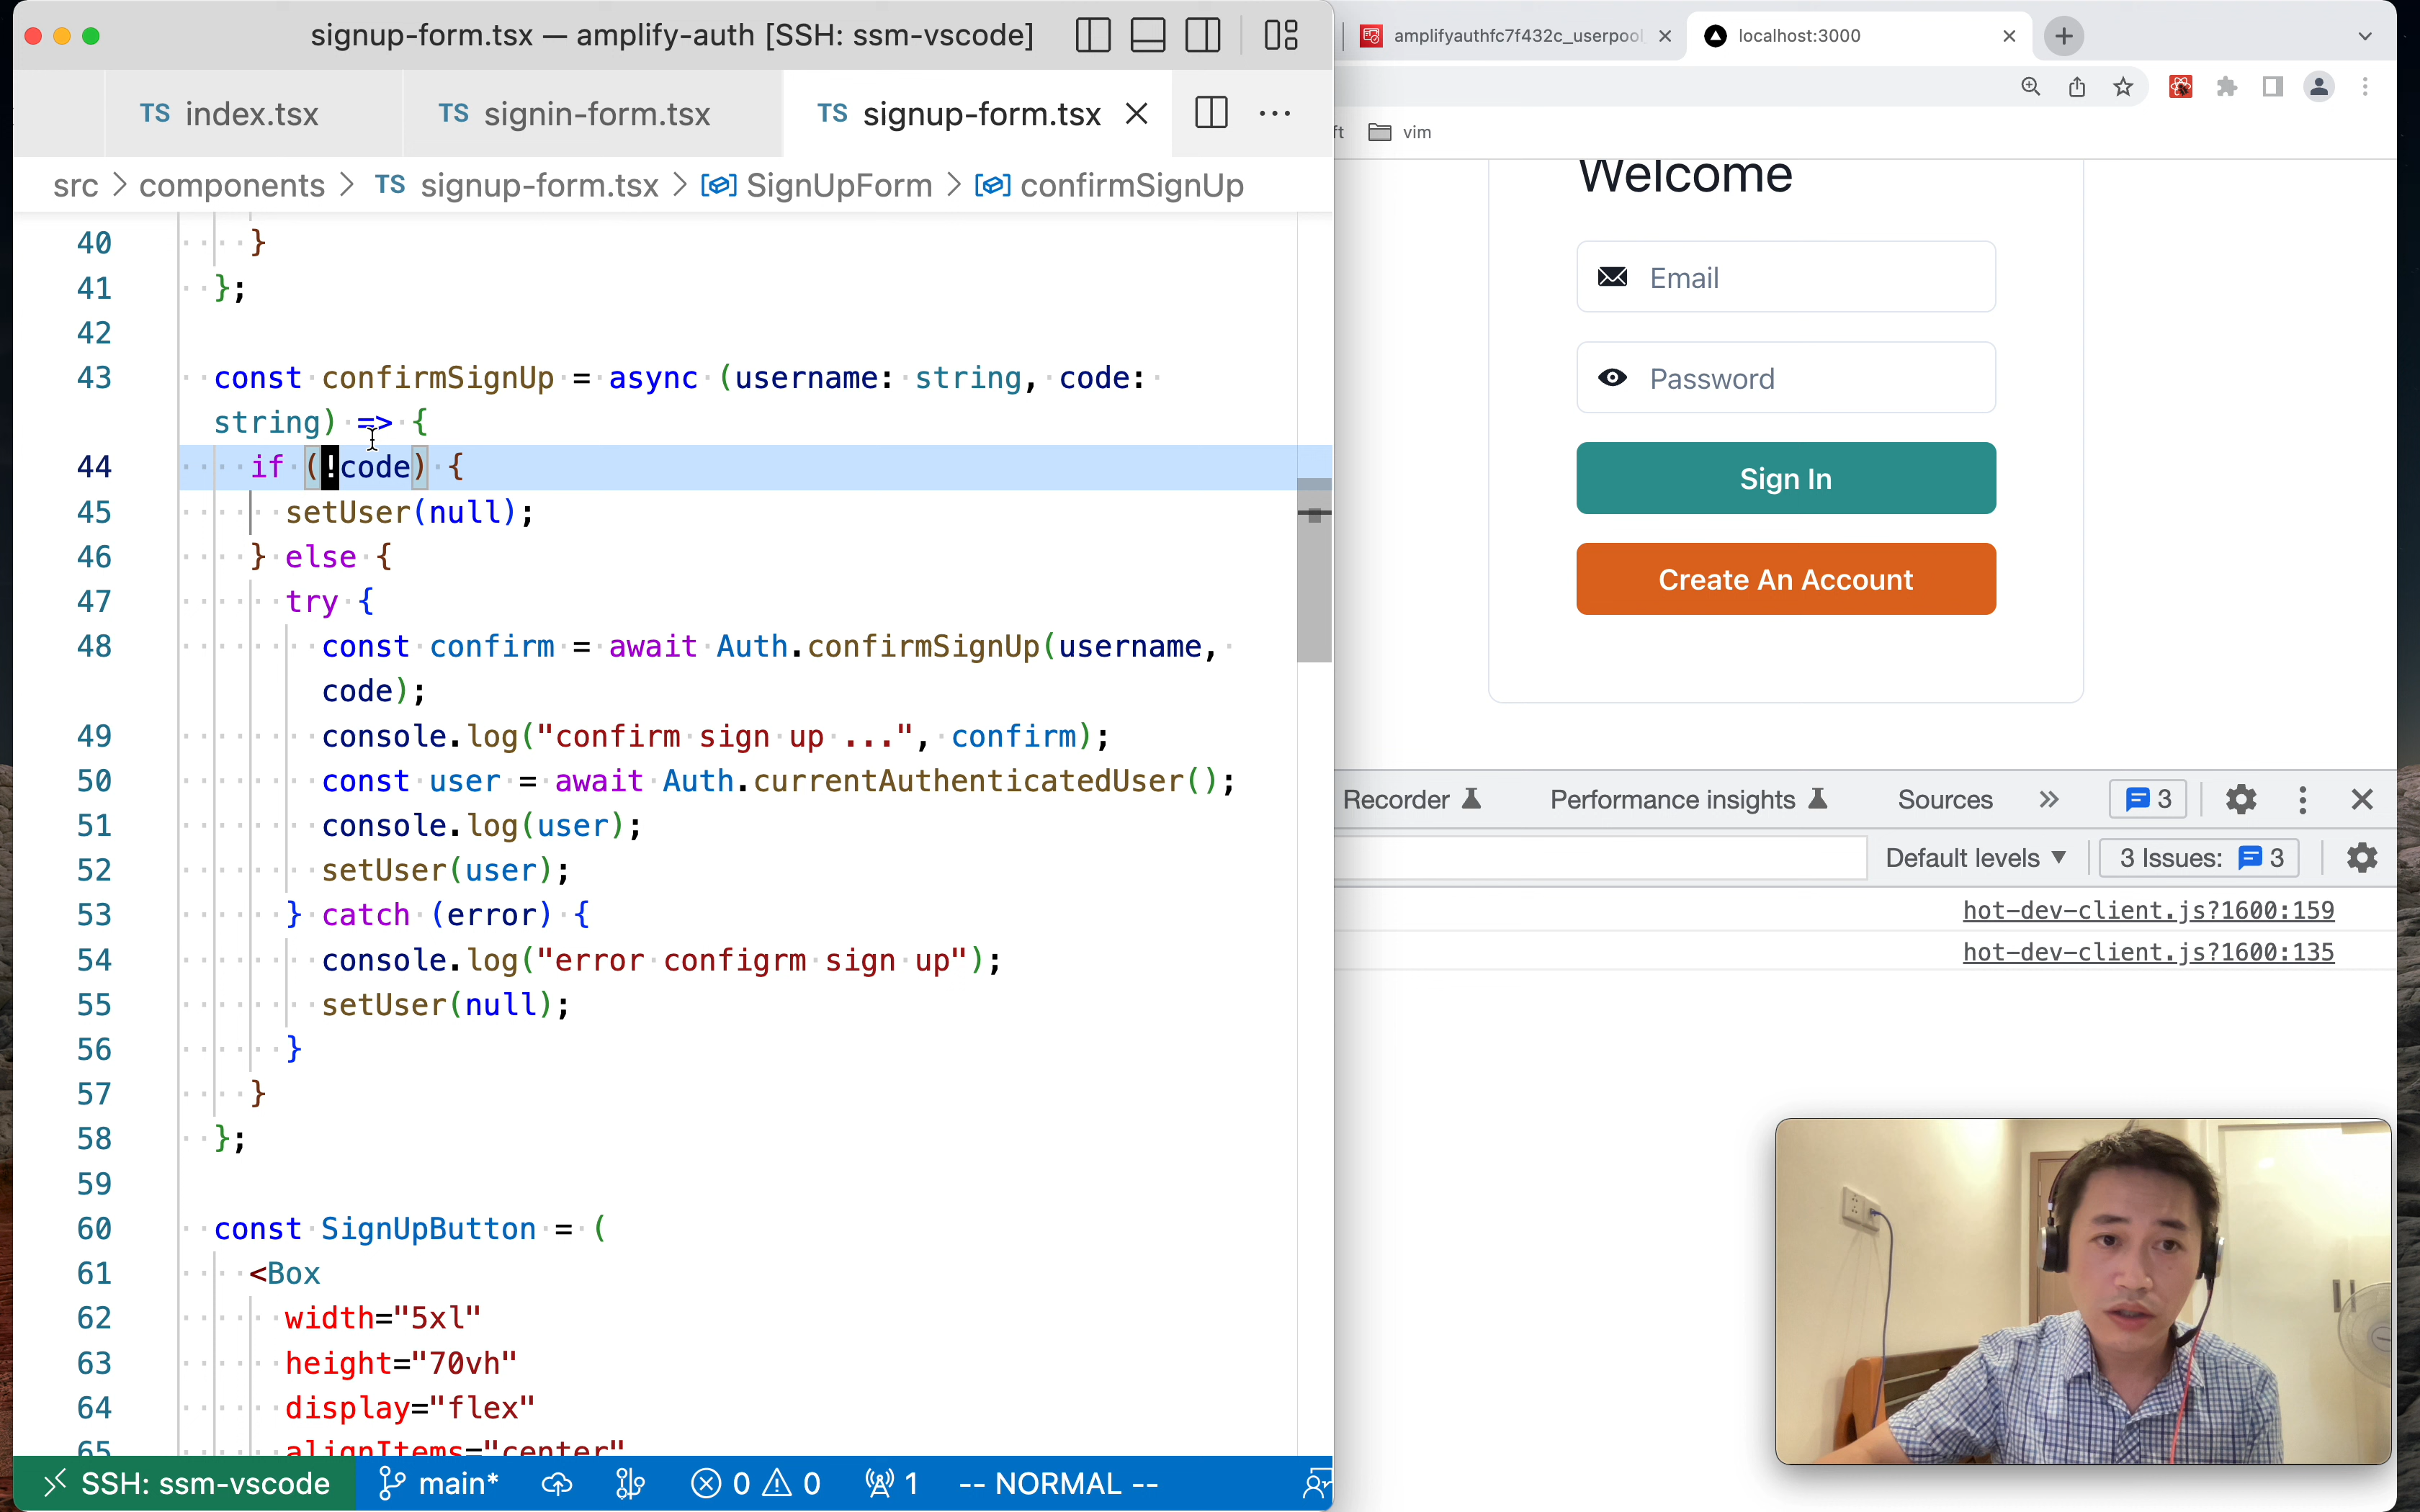 signup-form.tsx — amplify-auth [SSH: ssm-vscode]
TS index.tsx
TS signin-form.tsx
TS signup-form.tsx
src > components > TS signup-form.tsx > SignUpForm > confirmSignUp
40 }
41 };
42
43 const confirmSignUp = async (username: string, code:
string) => {
44 if (!code) {
45 setUser(null);
46 } else {
47 try {
48 const confirm = await Auth.confirmSignUp(username,
code);
49 console.log("confirm sign up ...", confirm);
50 const user = await Auth.currentAuthenticatedUser();
51 console.log(user);
52 setUser(user);
53 } catch (error) {
54 console.log("error configrm sign up");
55 setUser(null);
56 }
57 }
58 };
59
60 const SignUpButton = (
61 <Box
62 width="5xl"
63 height="70vh"
64 display="flex"
65 alignItems="center"
SSH: ssm-vscode main* 0 0 1 -- NORMAL --
amplifyauthfc7f432c_userpool
localhost:3000
ft vim
Welcome
Email
Password
Sign In
Create An Account
Recorder Performance insights Sources 3
Default levels 3 Issues: 3
hot-dev-client.js?1600:159
hot-dev-client.js?1600:135